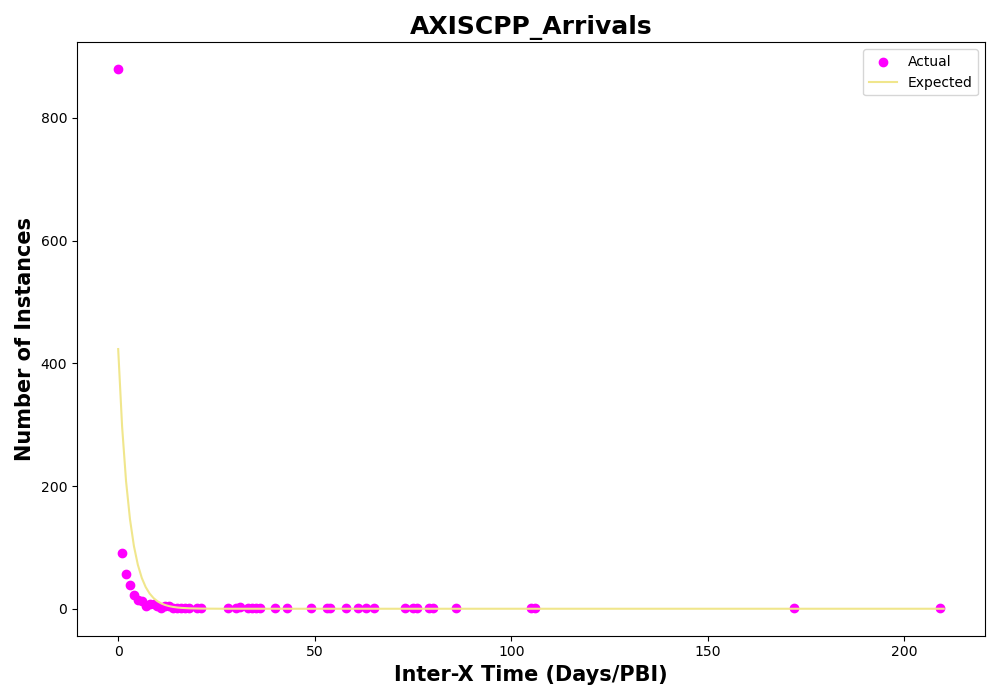 AXISCPP_Arrivals
Actual
Expected
800
600
400
200
0
Number of Instances
0
50
100
150
200
Inter-X Time (Days/PBI)